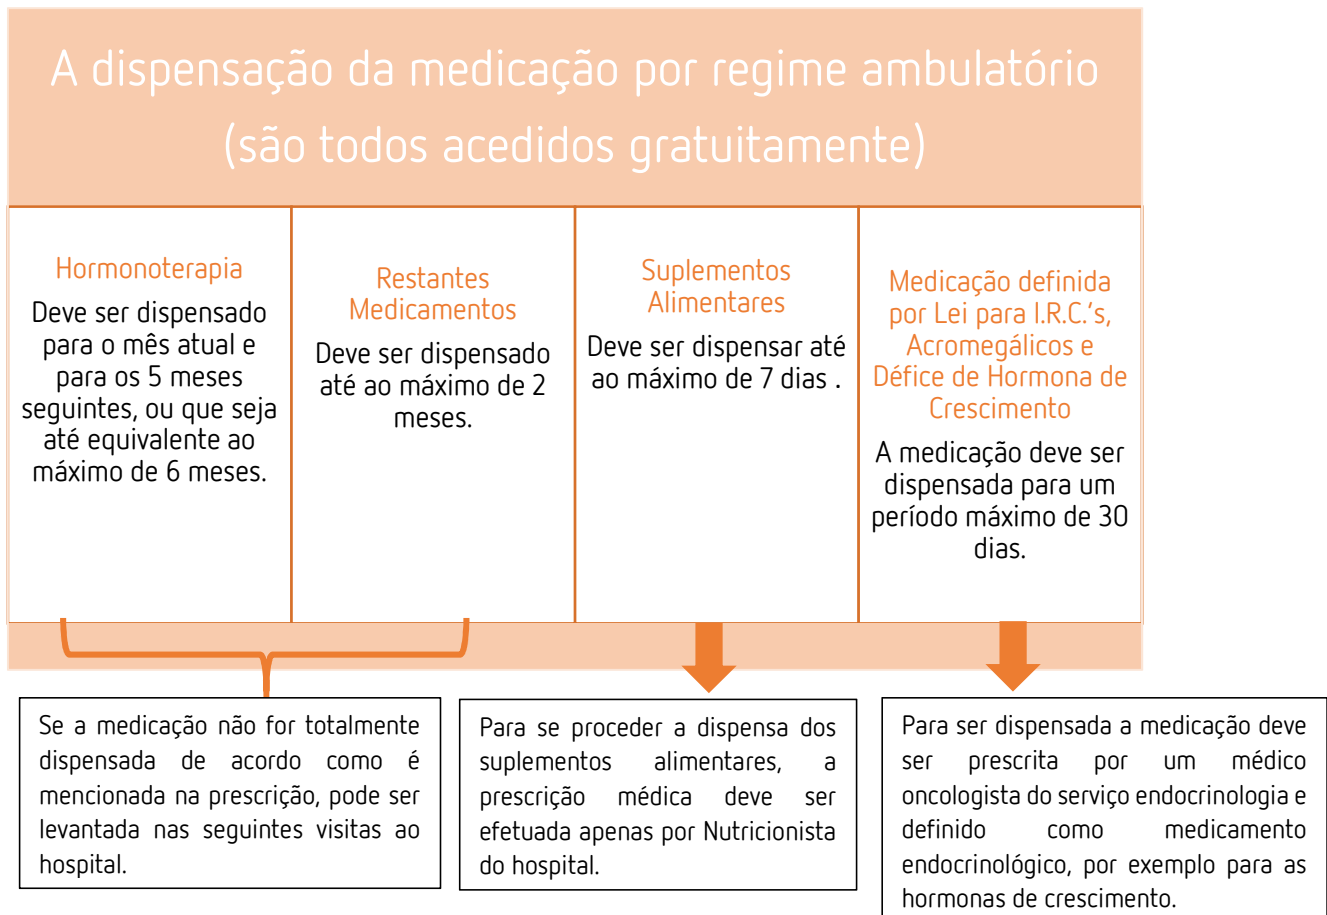 A dispensação da medicação por regime ambulatório
(são todos acedidos gratuitamente)
Hormonoterapia
Deve ser dispensado
para o mês atual e
para os 5 meses
seguintes, ou que seja
até equivalente ao
máximo de 6 meses.
Restantes
Medicamentos
Deve ser dispensado
até ao máximo de 2
meses.
Suplementos
Alimentares
Deve ser dispensar até
ao máximo de 7 dias .
Medicação definida
por Lei para I.R.C.‘s,
Acromegálicos e
Défice de Hormona de
Crescimento
A medicação deve ser
dispensada para um
período máximo de 30
dias.
Se a medicação não for totalmente
dispensada de acordo como é
mencionada na prescrição, pode ser
levantada nas seguintes visitas ao
hospital.
Para se proceder a dispensa dos
suplementos alimentares, a
prescrição médica deve ser
efetuada apenas por Nutricionista
do hospital.
Para ser dispensada a medicação deve
ser prescrita por um médico
oncologista do serviço endocrinologia e
definido como medicamento
endocrinológico, por exemplo para as
hormonas de crescimento.